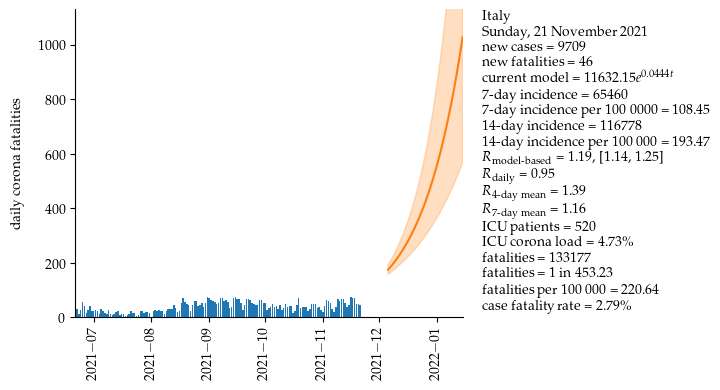 daily corona fatalities
1000
800
600
400
200
0
2021−07
2021−08
2021−09
2021−10
2021−11
2021−12
2022−01
Italy
Sunday, 21 November 2021
new cases = 9709
new fatalities = 46
current model = 11632.15e^0.0444t
7-day incidence = 65460
7-day incidence per 100 0000 = 108.45
14-day incidence = 116778
14-day incidence per 100 000 = 193.47
R_model-based = 1.19, [1.14, 1.25]
R_daily = 0.95
R_4-day mean = 1.39
R_7-day mean = 1.16
ICU patients = 520
ICU corona load = 4.73%
fatalities = 133177
fatalities = 1 in 453.23
fatalities per 100 000 = 220.64
case fatality rate = 2.79%